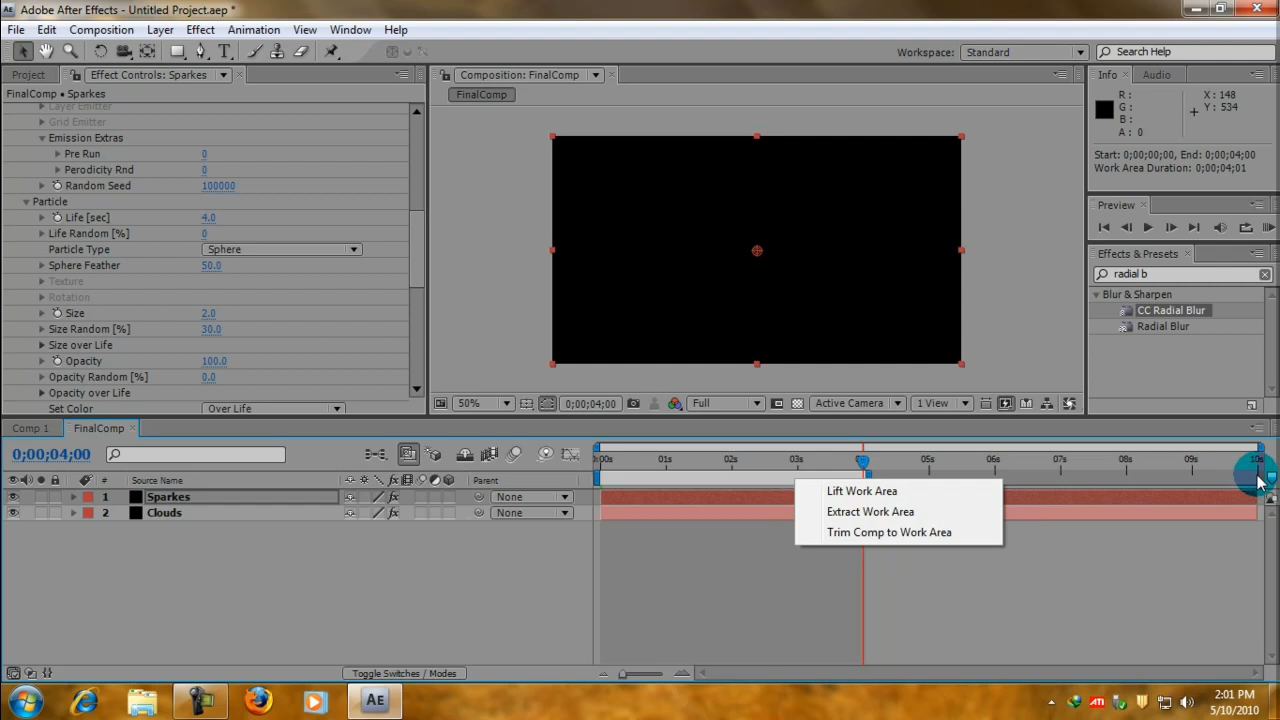 Adobe After Effects - Untitled Project.aep *
File Edit Composition Layer Effect Animation View Window Help
Workspace: Standard Search Help
Project Effect Controls: Sparkes
Composition: FinalComp
Info Audio
FinalComp • Sparkes
FinalComp
Layer Emitter
Grid Emitter
Emission Extras
Pre Run 0
Perodicity Rnd 0
Random Seed 100000
Particle
Life [sec] 4.0
Life Random [%] 0
Particle Type Sphere
Sphere Feather 50.0
Texture
Rotation
Size 2.0
Size Random [%] 30.0
Size over Life
Opacity 100.0
Opacity Random [%] 0.0
Opacity over Life
Set Color Over Life
R :
G :
B :
A : 0
X : 148
Y : 534
Start: 0;00;00;00, End: 0;00;04;00
Work Area Duration: 0;00;04;01
Preview
Effects & Presets
radial b
Blur & Sharpen
CC Radial Blur
Radial Blur
50% 0;00;04;00 Full Active Camera 1 View
Comp 1 FinalComp
0;00;04;00
:00s 01s 02s 03s 05s 06s 07s 08s 09s 10s
# Source Name fx Parent
1 Sparkes fx None
2 Clouds fx None
Lift Work Area
Extract Work Area
Trim Comp to Work Area
Toggle Switches / Modes
AE
ATI
2:01 PM
5/10/2010